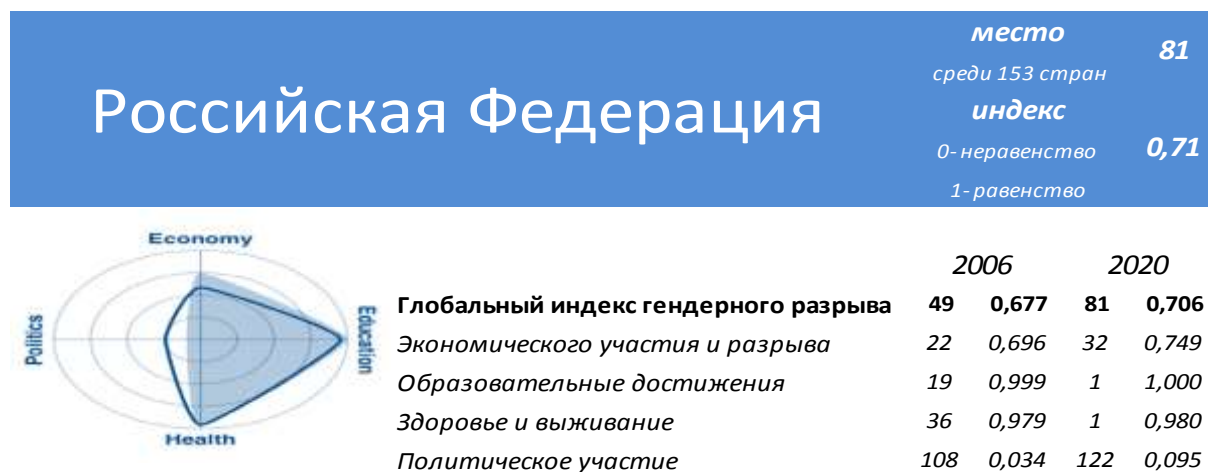 Российская Федерация
место 81
среди 153 стран
индекс
0- неравенство 0,71
1- равенство
Economy
Politics
Education
Health
2006 2020
Глобальный индекс гендерного разрыва 49 0,677 81 0,706
Экономического участия и разрыва 22 0,696 32 0,749
Образовательные достижения 19 0,999 1 1,000
Здоровье и выживание 36 0,979 1 0,980
Политическое участие 108 0,034 122 0,095